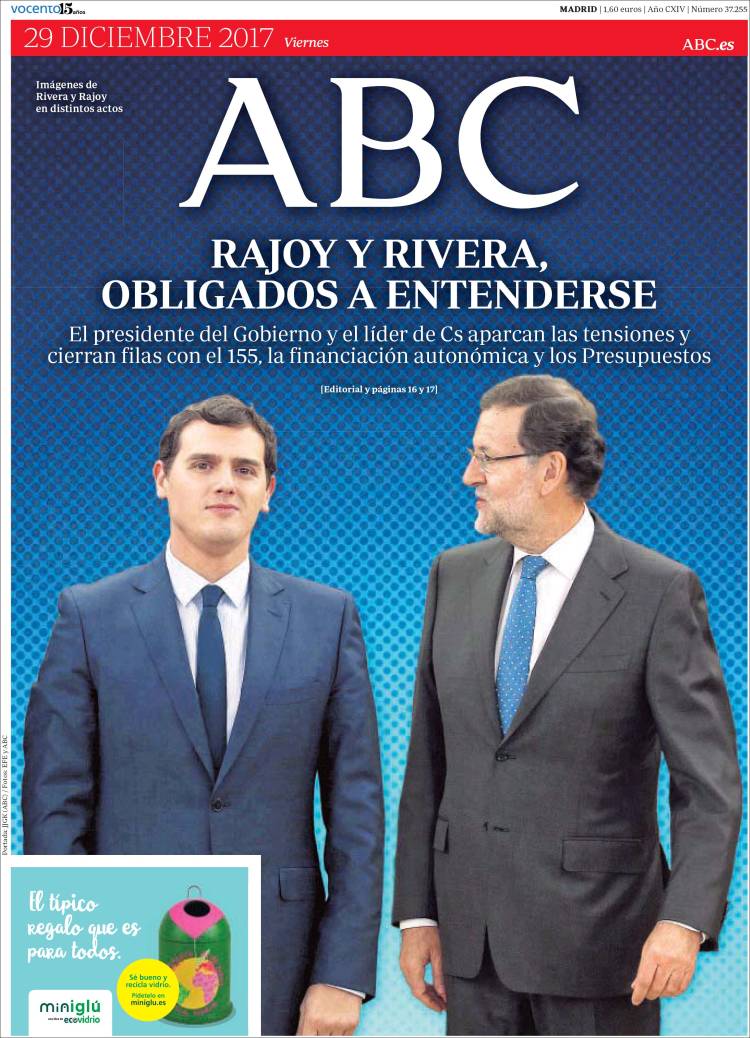 vocento 15 años
MADRID | 1,60 euros | Año CXIV | Número 37.255
29 DICIEMBRE 2017 Viernes
ABC.es
Imágenes de
Rivera y Rajoy
en distintos actos
ABC
RAJOY Y RIVERA,
OBLIGADOS A ENTENDERSE
El presidente del Gobierno y el líder de Cs aparcan las tensiones y
cierran filas con el 155, la financiación autonómica y los Presupuestos
[Editorial y páginas 16 y 17]
Portada: JJGK (ABC) / Fotos: EFE y ABC
El típico
regalo que es
para todos.
Sé bueno y
recicla vidrio.
Pídetelo en
miniglu.es
miniglú
ecovidrio